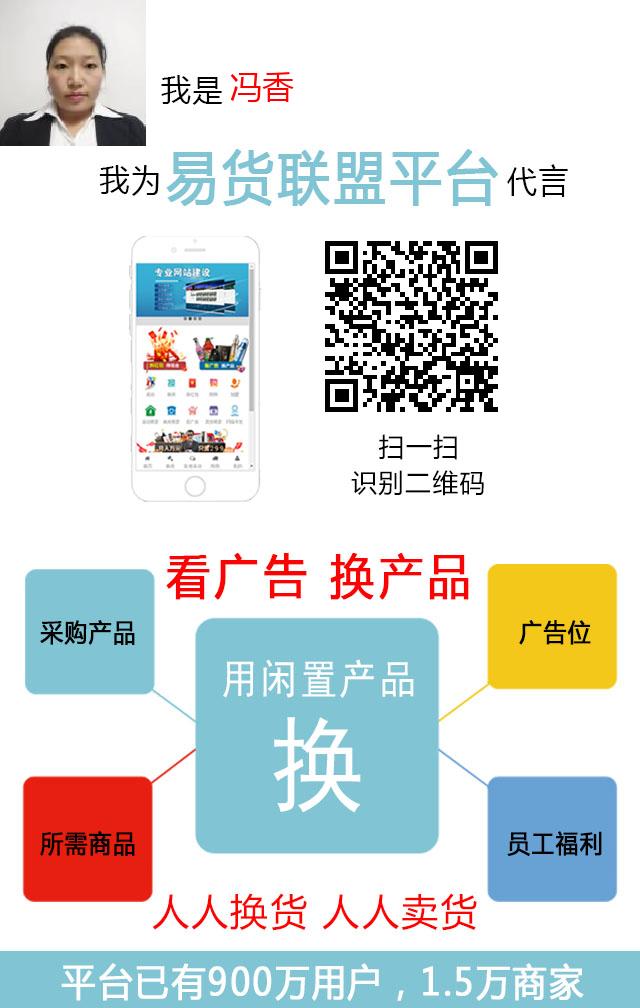 我是 冯香
我为 易货联盟平台 代言
专业网站建设
扫一扫
识别二维码
看广告 换产品
采购产品
广告位
用闲置产品
换
所需商品
员工福利
人人换货 人人卖货
平台已有900万用户，1.5万商家